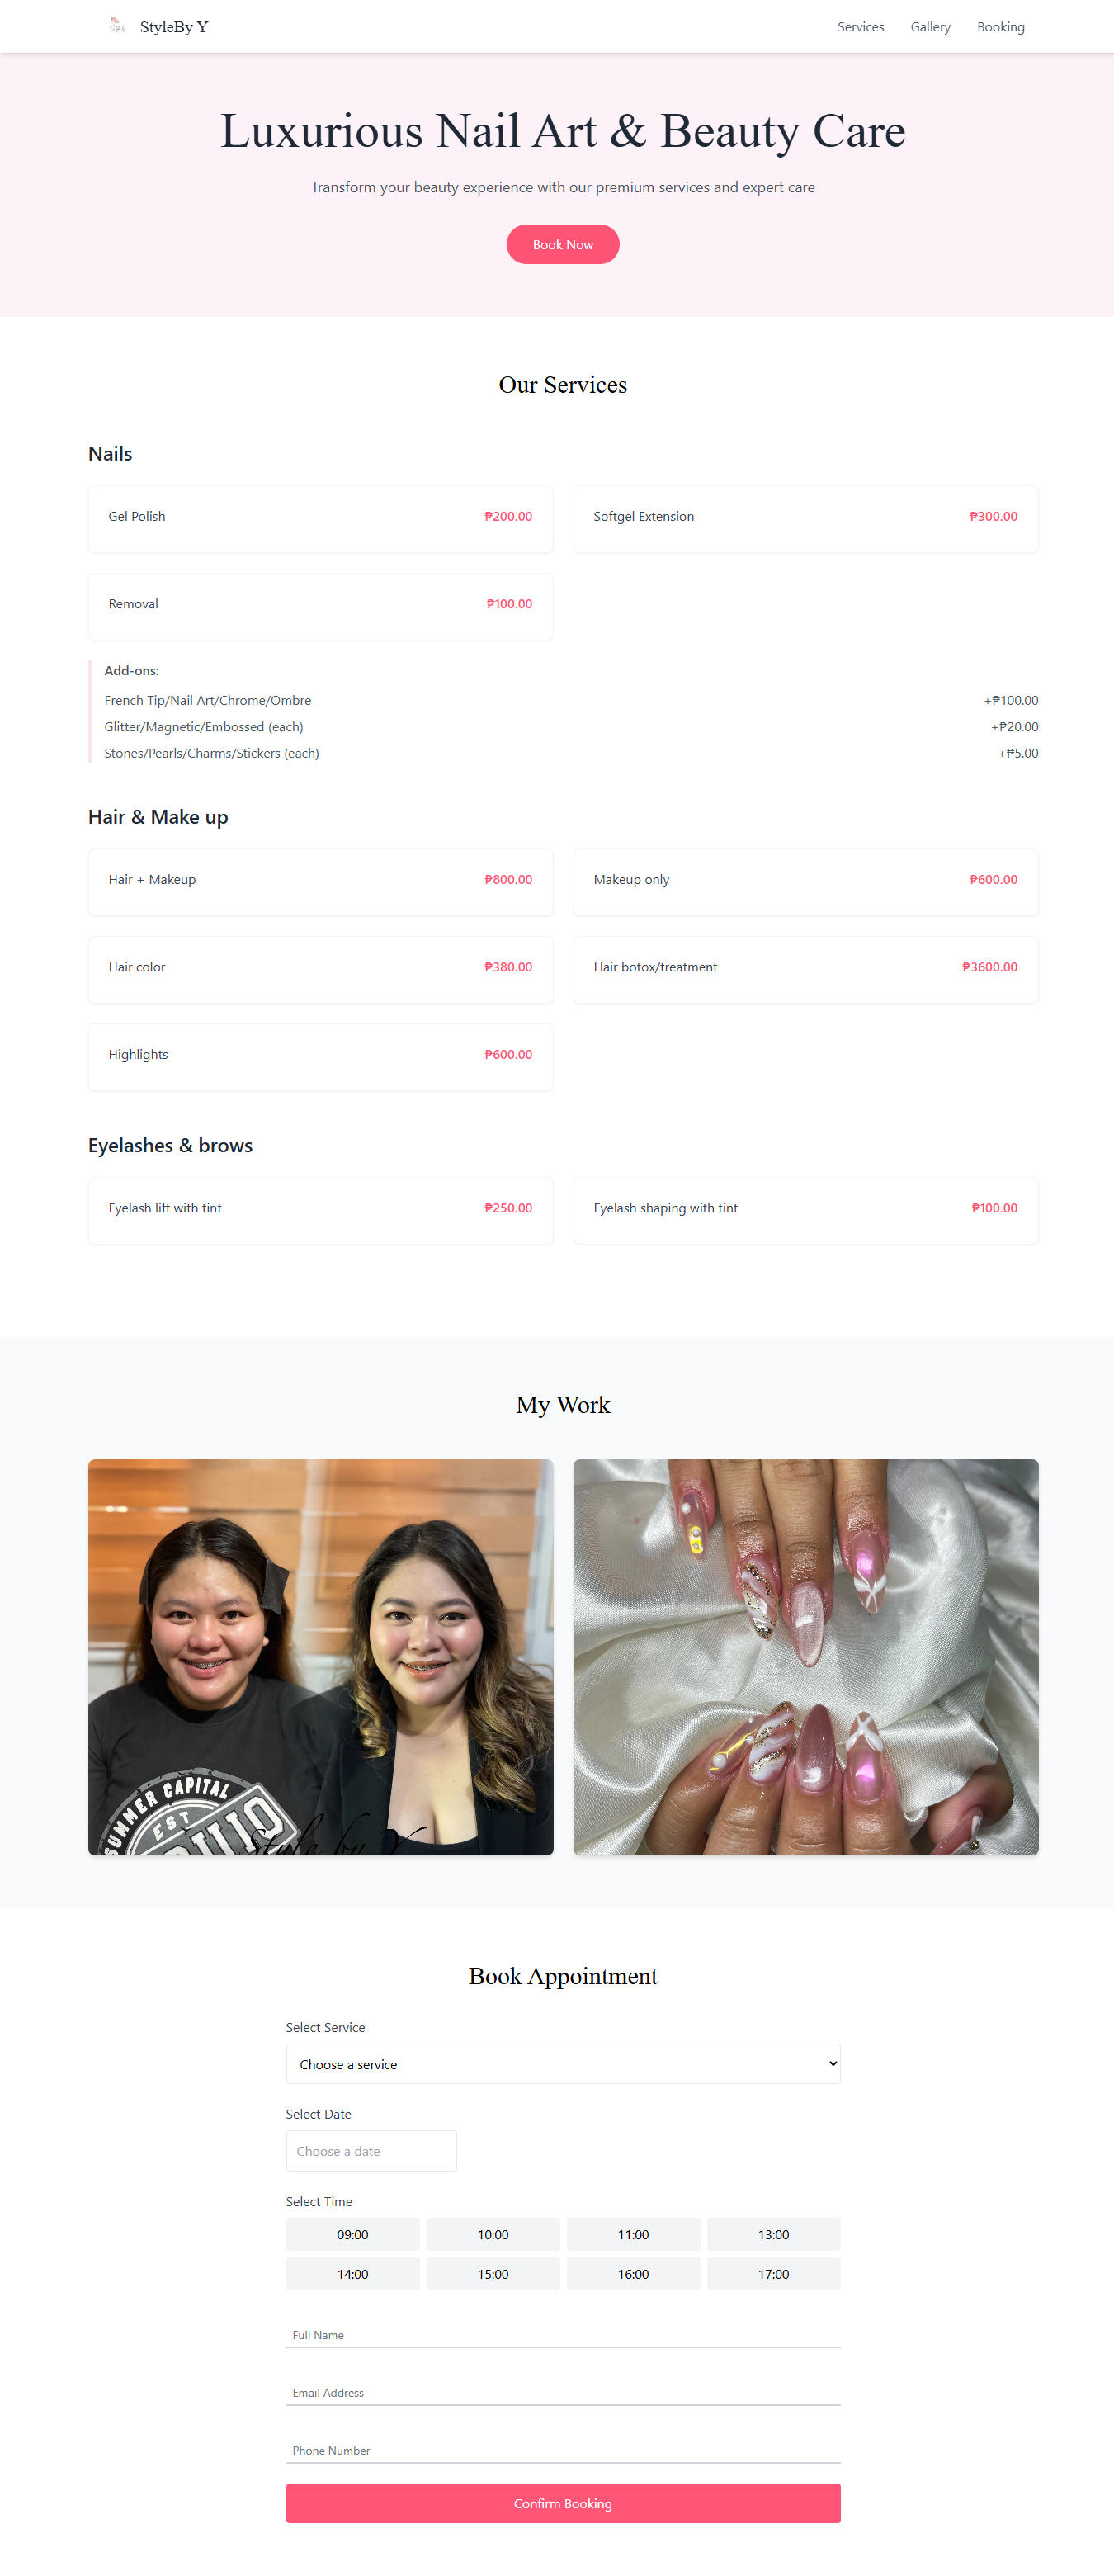 StyleBy Y
Services Gallery Booking
Luxurious Nail Art & Beauty Care
Transform your beauty experience with our premium services and expert care
Book Now
Our Services
Nails
Gel Polish ₱200.00
Softgel Extension ₱300.00
Removal ₱100.00
Add-ons:
French Tip/Nail Art/Chrome/Ombre +₱100.00
Glitter/Magnetic/Embossed (each) +₱20.00
Stones/Pearls/Charms/Stickers (each) +₱5.00
Hair & Make up
Hair + Makeup ₱800.00
Makeup only ₱600.00
Hair color ₱380.00
Hair botox/treatment ₱3600.00
Highlights ₱600.00
Eyelashes & brows
Eyelash lift with tint ₱250.00
Eyelash shaping with tint ₱100.00
My Work
SUMMER CAPITAL
EST
Style by Y
Book Appointment
Select Service
Choose a service
Select Date
Choose a date
Select Time
09:00 10:00 11:00 13:00
14:00 15:00 16:00 17:00
Full Name
Email Address
Phone Number
Confirm Booking